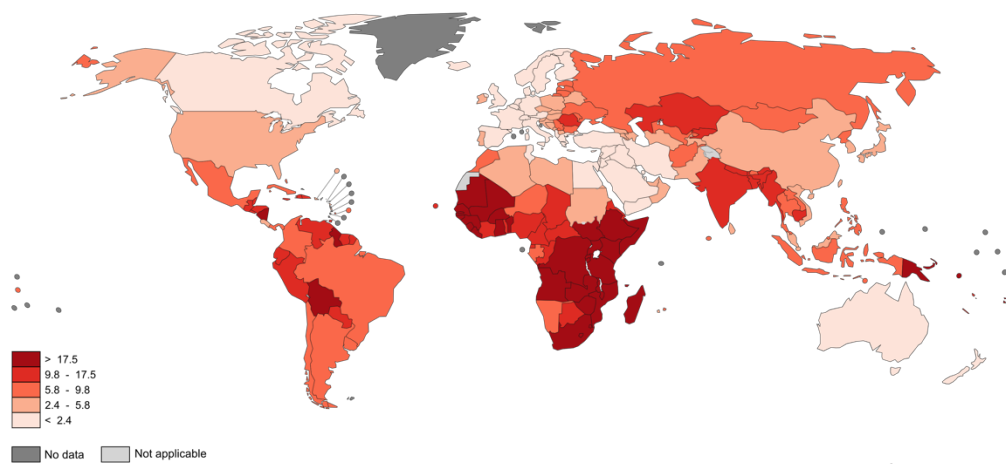 > 17.5
9.8 - 17.5
5.8 - 9.8
2.4 - 5.8
< 2.4
No data
Not applicable